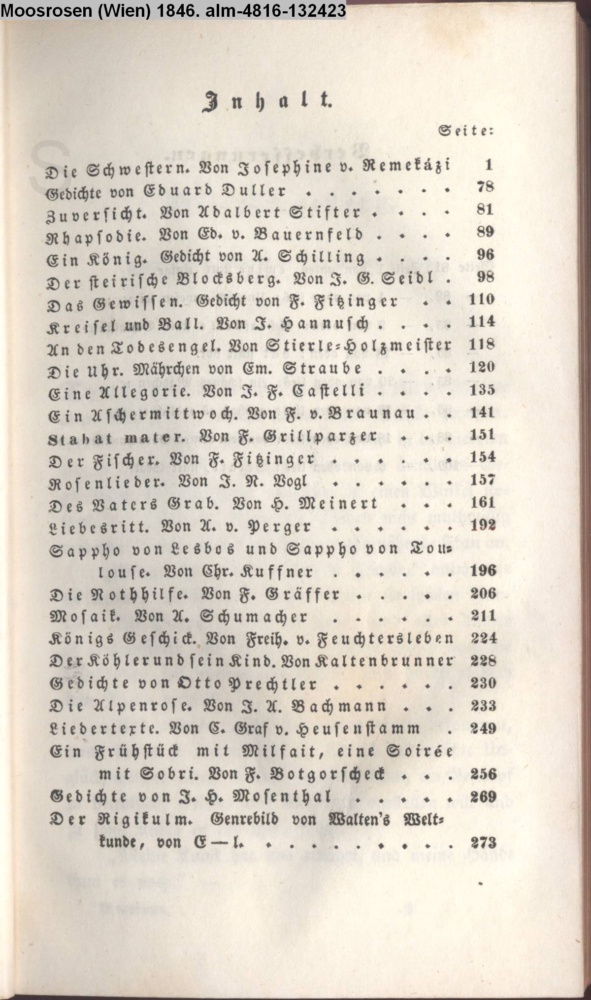 Moosrosen (Wien) 1846. alm-4816-132423
Inhalt.
Seite:
Die Schwestern. Von Josephine v. Remekázi 1
Gedichte von Eduard Duller . . . . . . 78
Zuversicht. Von Adalbert Stifter . . . . 81
Rhapsodie. Von Ed. v. Bauernfeld . . . . 89
Ein König. Gedicht von A. Schilling . . . . 96
Der steirische Blocksberg. Von J. G. Seidl . 98
Das Gewissen. Gedicht von F. Fitzinger . . 110
Kreisel und Ball. Von J. Hannusch . . . . 114
An den Todesengel. Von Stierle-Holzmeister 118
Die Uhr. Mährchen von Em. Straube . . . . 120
Eine Allegorie. Von J. F. Castelli . . . . 135
Ein Aschermittwoch. Von F. v. Braunau . . 141
Stabat mater. Von F. Grillparzer . . . . 151
Der Fischer. Von F. Fitzinger . . . . . 154
Rosenlieder. Von J. N. Vogl . . . . . 157
Des Vaters Grab. Von H. Meinert . . . 161
Liebesritt. Von A. v. Perger . . . . . . 192
Sappho von Lesbos und Sappho von Tou-
louse. Von Chr. Kuffner . . . . . . 196
Die Nothhilfe. Von F. Gräffer . . . . . 206
Mosaik. Von A. Schumacher . . . . . . 211
Königs Geschick. Von Freih. v. Feuchtersleben 224
Der Köhler und sein Kind. Von Kaltenbrunner 228
Gedichte von Otto Prechtler . . . . . . 230
Die Alpenrose. Von J. A. Bachmann . . . 233
Liedertexte. Von C. Graf v. Heusenstamm . 249
Ein Frühstück mit Milfait, eine Soirée
mit Sobri. Von F. Botgorscheck . . . 256
Gedichte von J. H. Mosenthal . . . . . 269
Der Rigikulm. Genrebild von Walten's Welt-
kunde, von E—l. . . . . . . . . . 273